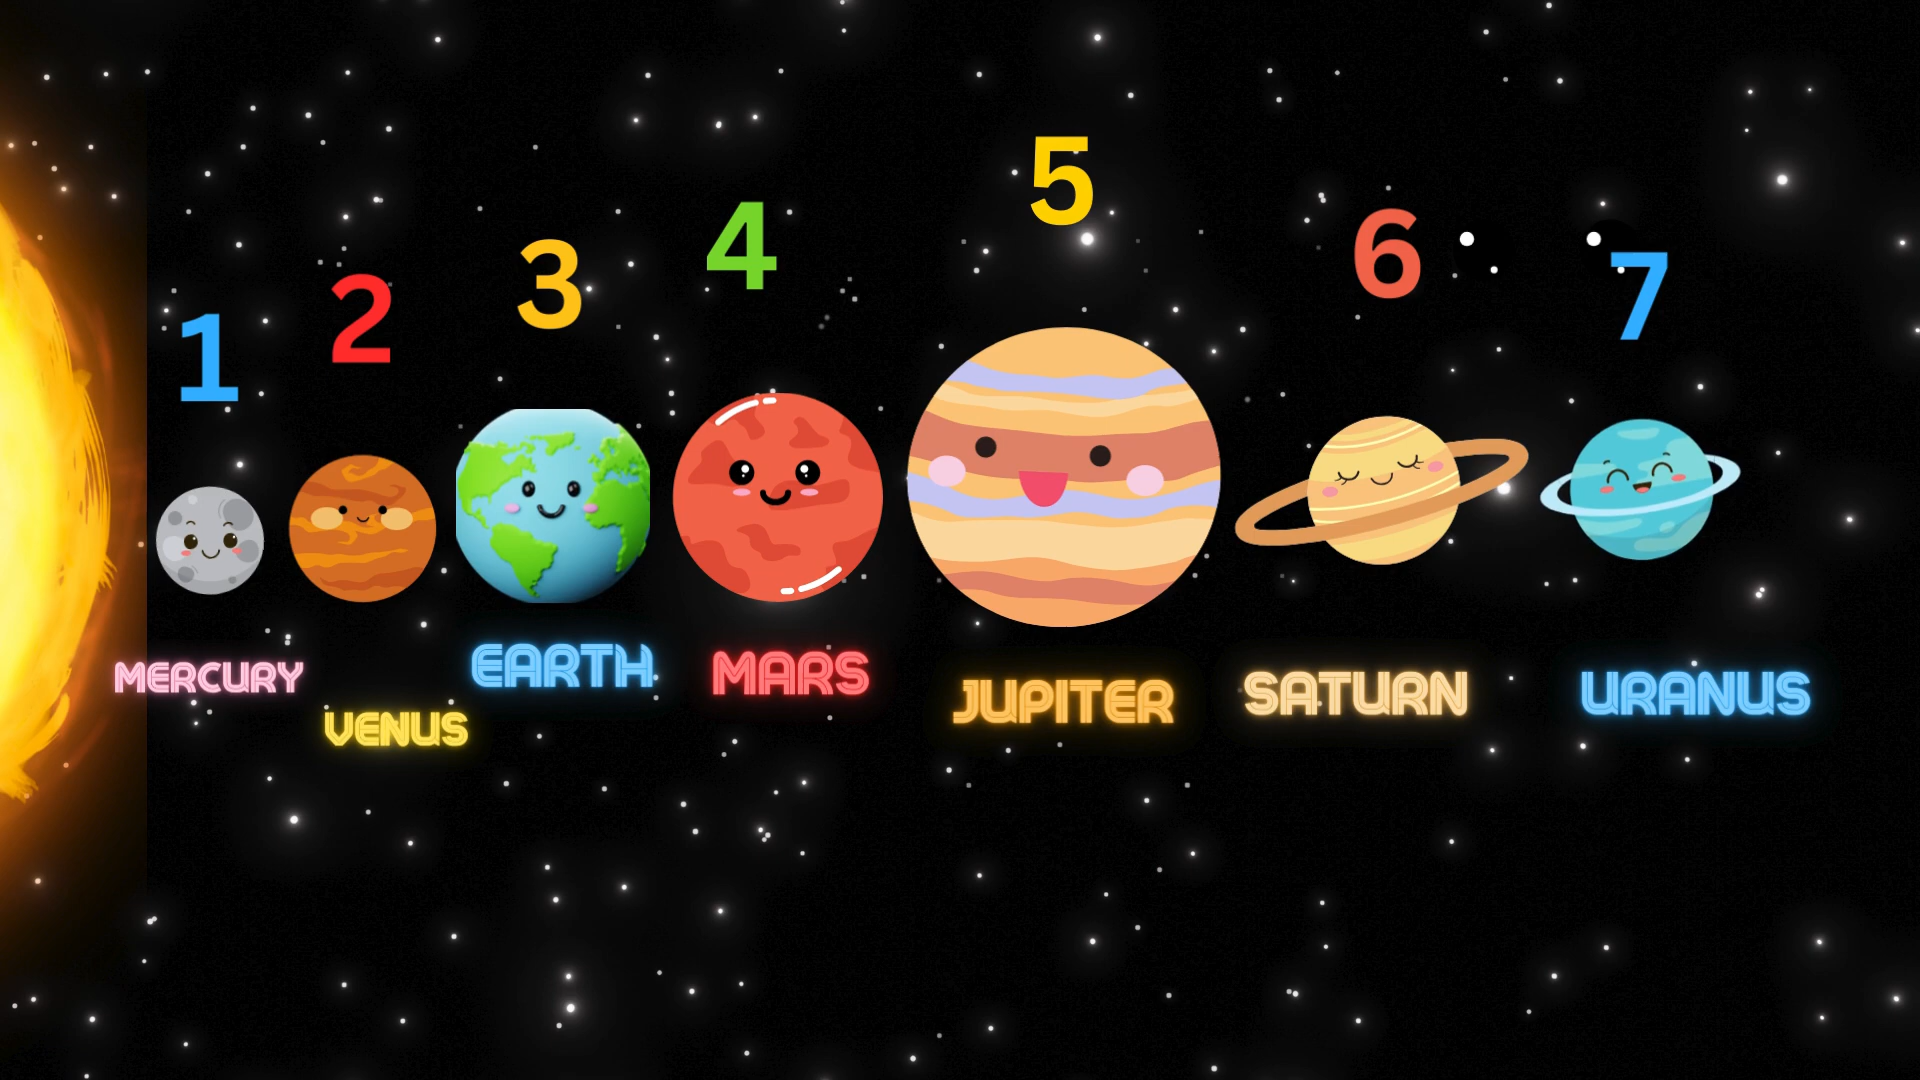 1
2
3
4
5
6
7
MERCURY
VENUS
EARTH
MARS
JUPITER
SATURN
URANUS